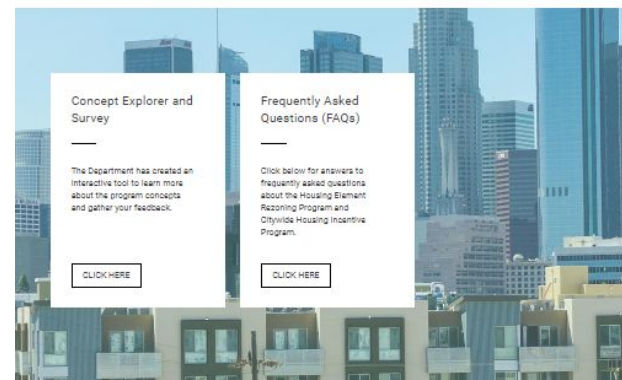 Concept Explorer and
Survey
The Department has created an
interactive tool to learn more
about the program concepts
and gather your feedback.
CLICK HERE
Frequently Asked
Questions (FAQs)
Click below for answers to
frequently asked questions
about the Housing Element
Rezoning Program and
Citywide Housing Incentive
Program.
CLICK HERE